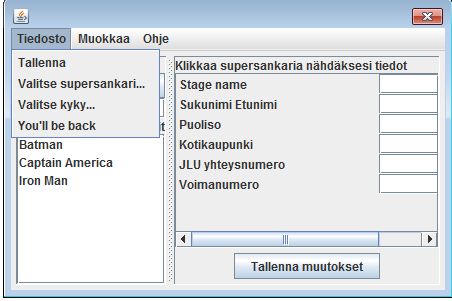 Tiedosto Muokkaa Ohje
Tallenna
Valitse supersankari...
Valitse kyky...
You'll be back
Batman
Captain America
Iron Man
Klikkaa supersankaria nähdäksesi tiedot
Stage name
Sukunimi Etunimi
Puoliso
Kotikaupunki
JLU yhteysnumero
Voimanumero
Tallenna muutokset